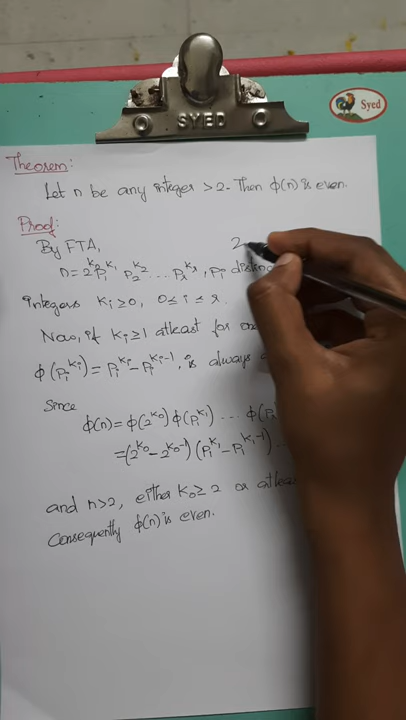 Syed
SYED
Theorem:
Let n be any integer > 2. Then ϕ(n) is even.
Proof:
By FTA, 2
n = 2^k₀ p₁^k₁ p₂^k₂ ... pᵣ^kᵣ, pᵢ
integers kᵢ ≥ 0, 0 ≤ i ≤ r.
Now, if kᵢ ≥ 1 atleast for
ϕ(pᵢ^kᵢ) = pᵢ^kᵢ - pᵢ^kᵢ-1, is always
Since
ϕ(n) = ϕ(2^k₀) ϕ(p₁^k₁) ... ϕ(pᵣ
= (2^k₀ - 2^k₀-1) (p₁^k₁ - p₁^k₁-1) ..
and n>2, either k₀ ≥ 2 or
Consequently ϕ(n) is even.